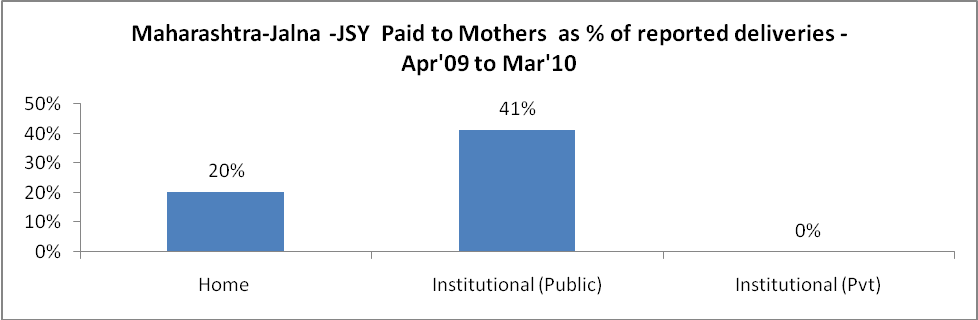 Maharashtra-Jalna -JSY Paid to Mothers as % of reported deliveries -
Apr'09 to Mar'10
50%
40%
30%
20%
10%
0%
20%
41%
0%
Home
Institutional (Public)
Institutional (Pvt)